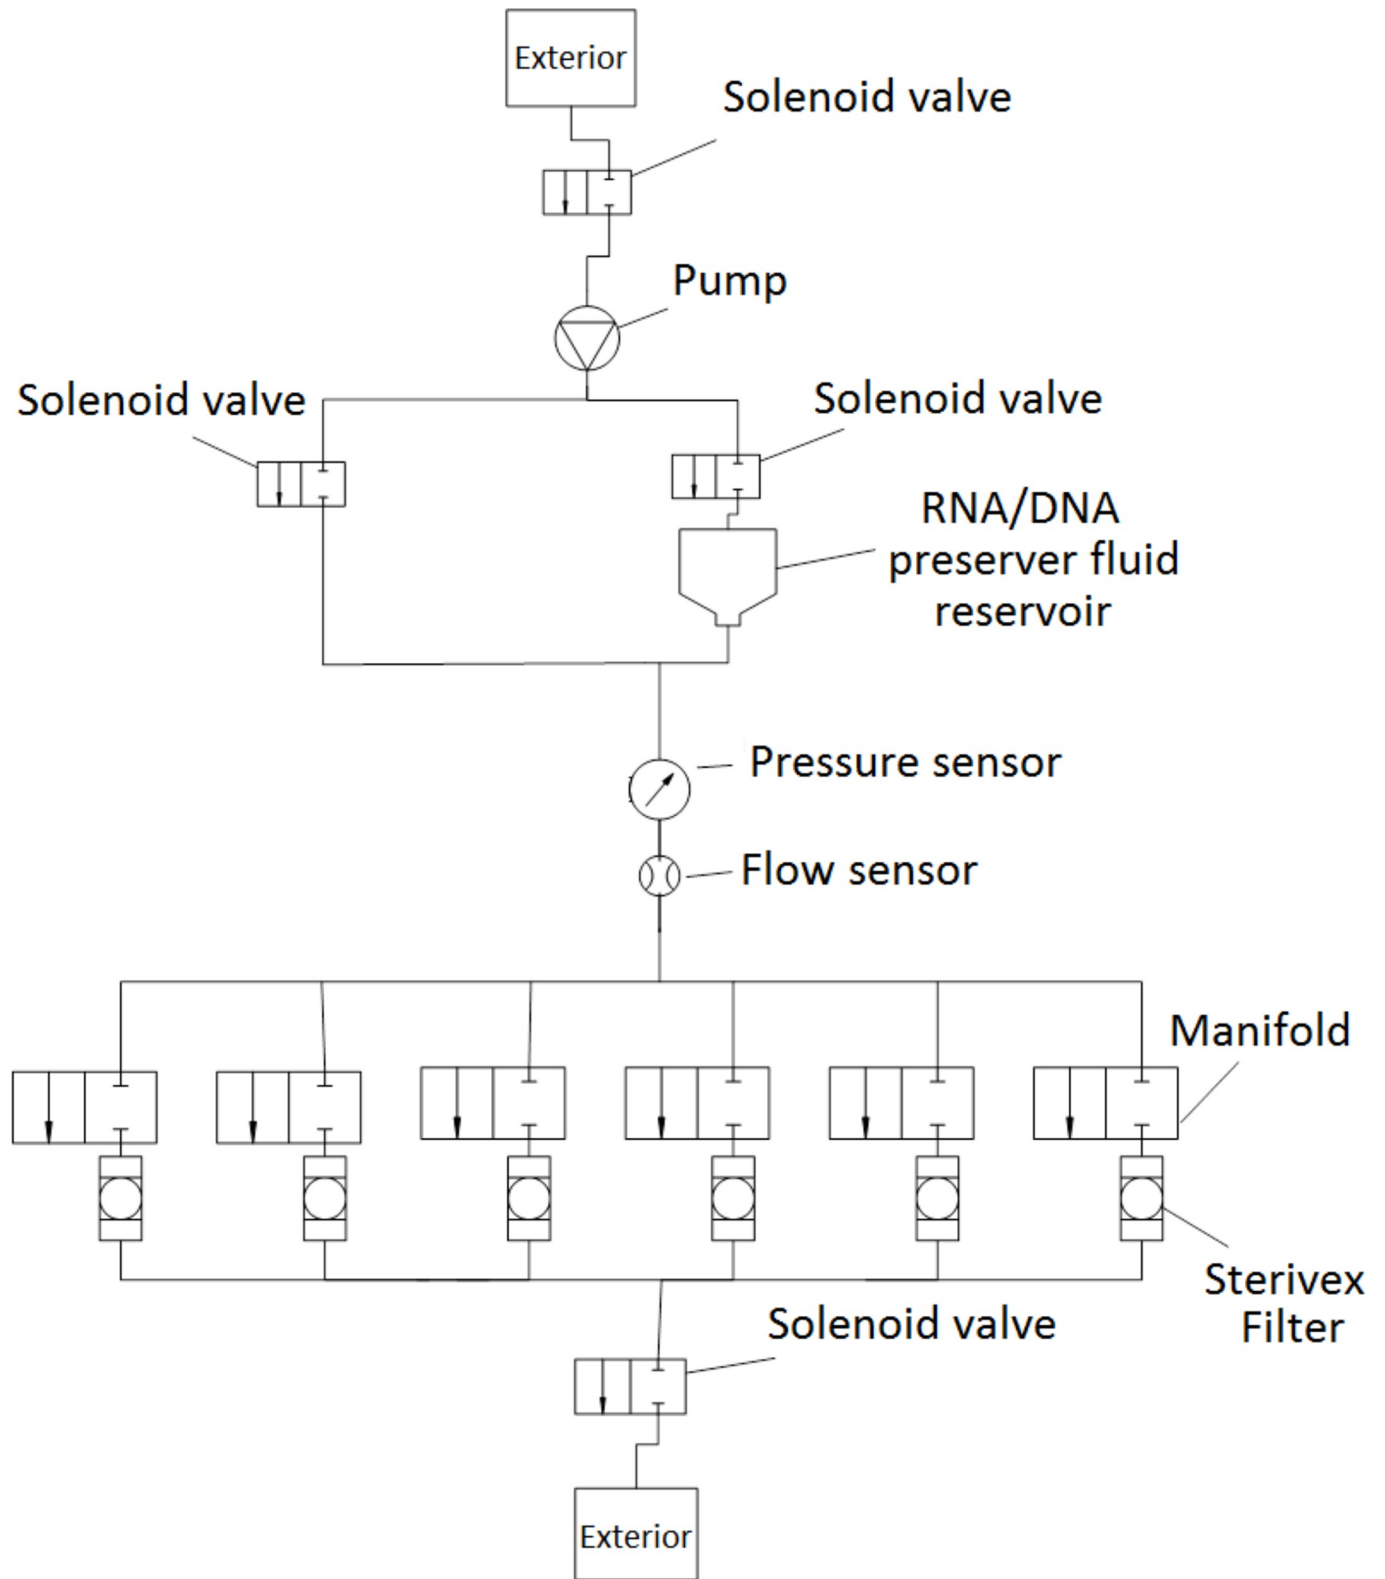 Exterior
Solenoid valve
Pump
Solenoid valve
Solenoid valve
RNA/DNA
preserver fluid
reservoir
Pressure sensor
Flow sensor
Manifold
Sterivex
Filter
Solenoid valve
Exterior